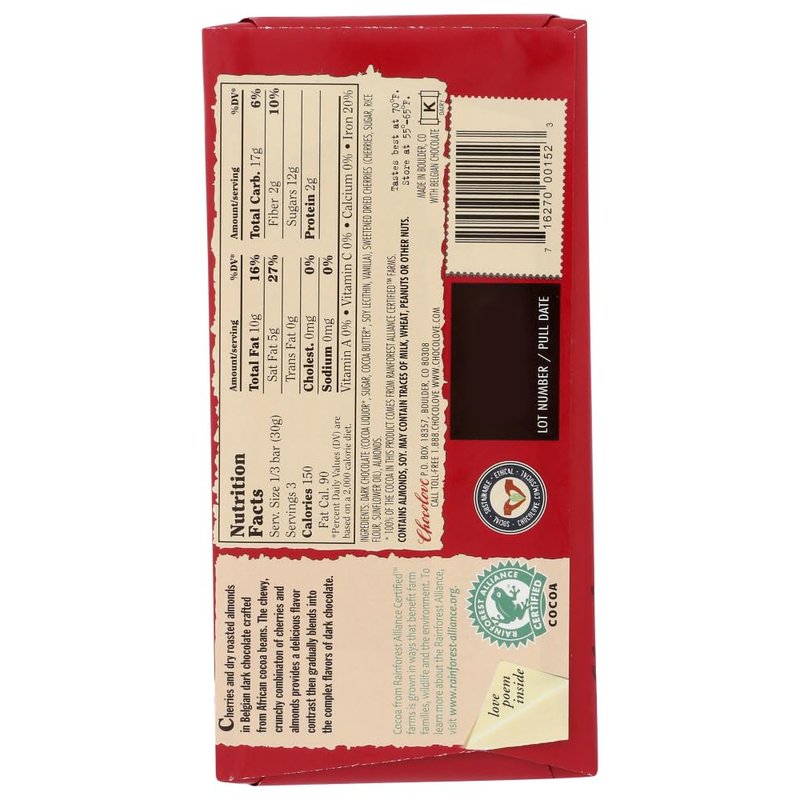 Cherries and dry roasted almonds
in Belgian dark chocolate crafted
from African cocoa beans. The chewy,
crunchy combinaton of cherries and
almonds provides a delicious flavor
contrast then gradually blends into
the complex flavors of dark chocolate.
Cocoa from Rainforest Alliance Certified™
farms is grown in ways that benefit farm
families, wildlife and the environment. To
learn more about the Rainforest Alliance,
visit www.rainforest-alliance.org.
RAINFOREST ALLIANCE
CERTIFIED
COCOA
love
poem
inside
Nutrition
Facts
Serv. Size 1/3 bar (30g)
Servings 3
Calories 150
Fat Cal. 90
*Percent Daily Values (DV) are
based on a 2,000 calorie diet.
Amount/serving %DV* Amount/serving %DV*
Total Fat 10g 16% Total Carb. 17g 6%
Sat Fat 5g 27% Fiber 2g 10%
Trans Fat 0g Sugars 12g
Cholest. 0mg 0% Protein 2g
Sodium 0mg 0%
Vitamin A 0% • Vitamin C 0% • Calcium 0% • Iron 20%
INGREDIENTS: DARK CHOCOLATE (COCOA LIQUOR*, SUGAR, COCOA BUTTER*, SOY LECITHIN, VANILLA), SWEETENED DRIED CHERRIES (CHERRIES, SUGAR, RICE
FLOUR, SUNFLOWER OIL), ALMONDS.
* 100% OF THE COCOA IN THIS PRODUCT COMES FROM RAINFOREST ALLIANCE CERTIFIED™ FARMS.
CONTAINS ALMONDS, SOY. MAY CONTAIN TRACES OF MILK, WHEAT, PEANUTS OR OTHER NUTS.
Chocolove P.O. BOX 18357, BOULDER, CO 80308
CALL TOLL-FREE 1.888.CHOCOLOVE WWW.CHOCOLOVE.COM
Tastes best at 70°F.
Store at 55°-65°F.
MADE IN BOULDER, CO
WITH BELGIAN CHOCOLATE
K
DAIRY
SOCIAL · SUSTAINABLE · ETHICAL ·
LOT NUMBER / PULL DATE
7 16270 00152 3